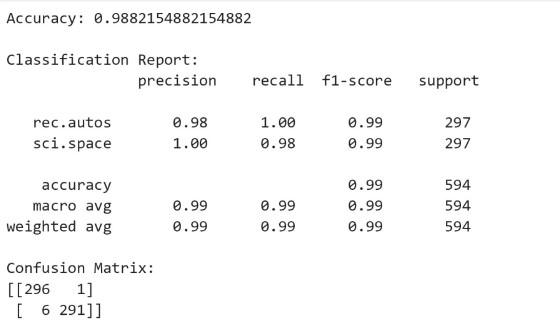 Accuracy: 0.9882154882154882
Classification Report:
precision recall f1-score support
rec.autos 0.98 1.00 0.99 297
sci.space 1.00 0.98 0.99 297
accuracy 0.99 594
macro avg 0.99 0.99 0.99 594
weighted avg 0.99 0.99 0.99 594
Confusion Matrix:
[[296 1]
[ 6 291]]